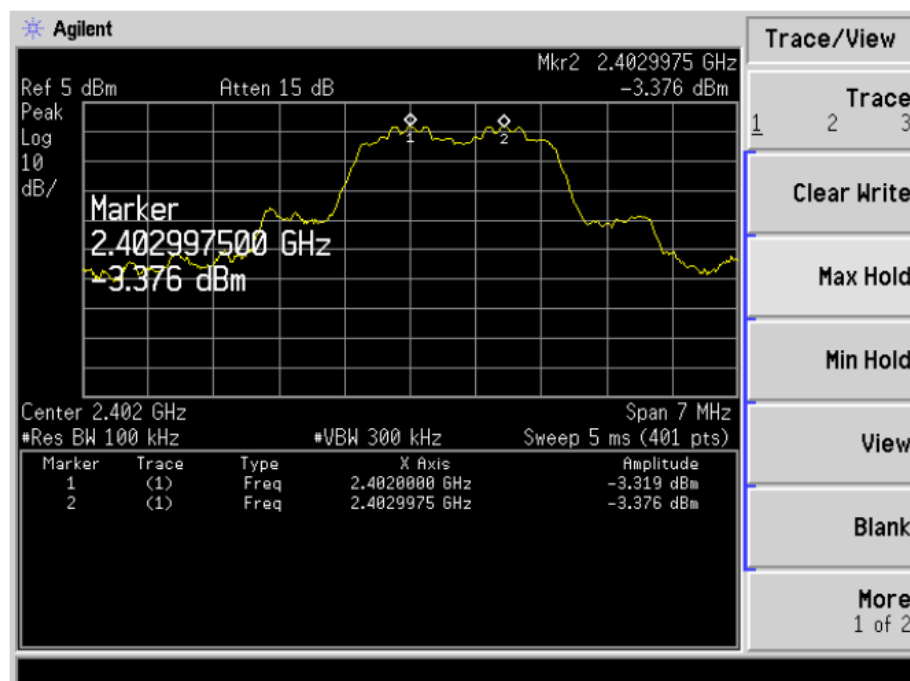 Agilent
Trace/View
Mkr2 2.4029975 GHz
Ref 5 dBm Atten 15 dB -3.376 dBm
Peak
Log
10
dB/
1
2
Marker
2.402997500 GHz
-3.376 dBm
Center 2.402 GHz Span 7 MHz
#Res BW 100 kHz #VBW 300 kHz Sweep 5 ms (401 pts)
Marker Trace Type X Axis Amplitude
1 (1) Freq 2.4020000 GHz -3.319 dBm
2 (1) Freq 2.4029975 GHz -3.376 dBm
Trace
1 2 3
Clear Write
Max Hold
Min Hold
View
Blank
More
1 of 2